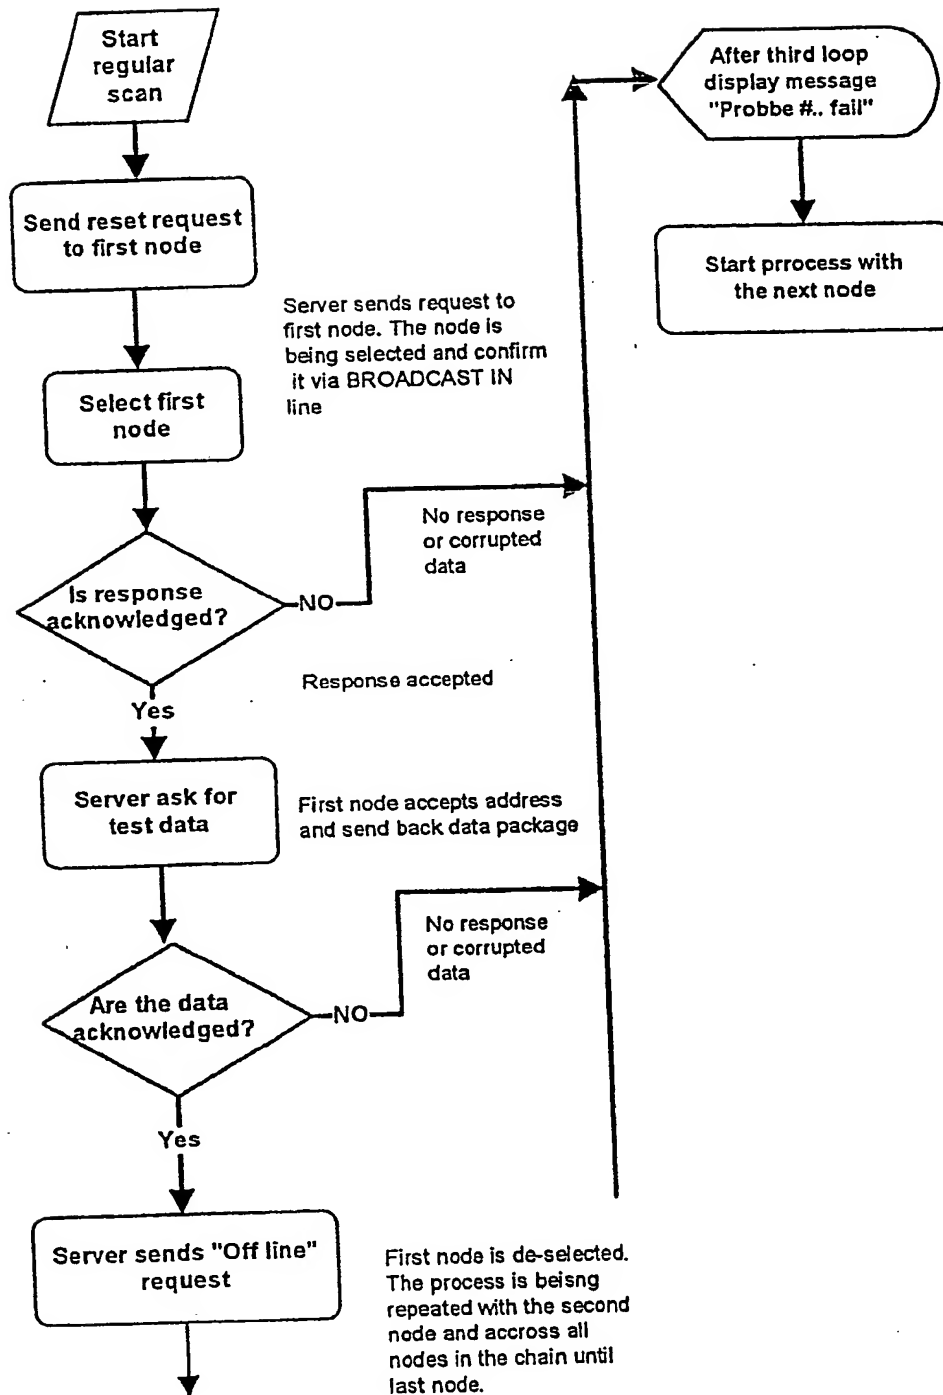 Start
regular
scan
Send reset request
to first node
Server sends request to
first node. The node is
being selected and confirm
it via BROADCAST IN
line
Select first
node
Is response
acknowledged?
NO
No response
or corrupted
data
Yes
Response accepted
Server ask for
test data
First node accepts address
and send back data package
Are the data
acknowledged?
NO
No response
or corrupted
data
Yes
Server sends "Off line"
request
First node is de-selected.
The process is beisng
repeated with the second
node and accross all
nodes in the chain until
last node.
After third loop
display message
"Probbe #.. fail"
Start prrocess with
the next node